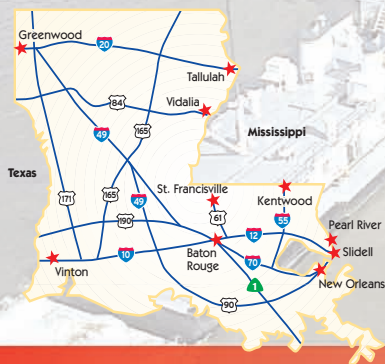 Greenwood
20
Tallulah
84
Vidalia
165
49
Mississippi
Texas
171
165
49
St. Francisville
Kentwood
190
61
55
Pearl River
12
10
Baton
Rouge
Slidell
Vinton
70
New Orleans
1
90